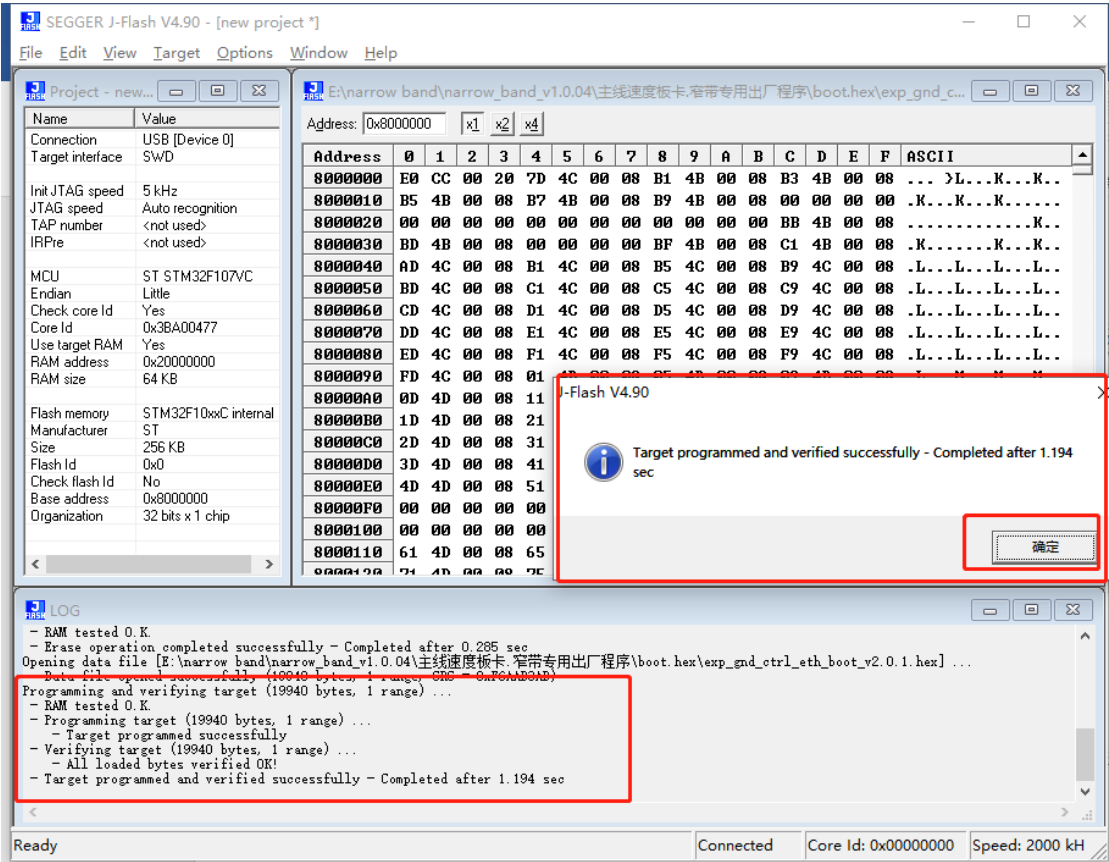 SEGGER J-Flash V4.90 - [new project *]
File Edit View Target Options Window Help
Project - new...
Name Value
Connection USB [Device 0]
Target interface SWD
Init JTAG speed 5 kHz
JTAG speed Auto recognition
TAP number <not used>
IRPre <not used>
MCU ST STM32F107VC
Endian Little
Check core Id Yes
Core Id 0x3BA00477
Use target RAM Yes
RAM address 0x20000000
RAM size 64 KB
Flash memory STM32F10xxC internal
Manufacturer ST
Size 256 KB
Flash Id 0x0
Check flash Id No
Base address 0x8000000
Organization 32 bits x 1 chip
E:\narrow band\narrow_band_v1.0.04\主线速度板卡.窄带专用出厂程序\boot.hex\exp_gnd_c...
Address: 0x8000000 x1 x2 x4
Address 0 1 2 3 4 5 6 7 8 9 A B C D E F ASCII
8000000 E0 CC 00 20 7D 4C 00 08 B1 4B 00 08 B3 4B 00 08 ... }L...K...K..
8000010 B5 4B 00 08 B7 4B 00 08 B9 4B 00 08 00 00 00 00 .K...K...K......
8000020 00 00 00 00 00 00 00 00 00 00 00 00 BB 4B 00 08 .............K..
8000030 BD 4B 00 08 00 00 00 00 BF 4B 00 08 C1 4B 00 08 .K.......K...K..
8000040 AD 4C 00 08 B1 4C 00 08 B5 4C 00 08 B9 4C 00 08 .L...L...L...L..
8000050 BD 4C 00 08 C1 4C 00 08 C5 4C 00 08 C9 4C 00 08 .L...L...L...L..
8000060 CD 4C 00 08 D1 4C 00 08 D5 4C 00 08 D9 4C 00 08 .L...L...L...L..
8000070 DD 4C 00 08 E1 4C 00 08 E5 4C 00 08 E9 4C 00 08 .L...L...L...L..
8000080 ED 4C 00 08 F1 4C 00 08 F5 4C 00 08 F9 4C 00 08 .L...L...L...L..
8000090 FD 4C 00 08 01
80000A0 0D 4D 00 08 11
80000B0 1D 4D 00 08 21
80000C0 2D 4D 00 08 31
80000D0 3D 4D 00 08 41
80000E0 4D 4D 00 08 51
80000F0 00 00 00 00 00
8000100 00 00 00 00 00
8000110 61 4D 00 08 65
J-Flash V4.90
Target programmed and verified successfully - Completed after 1.194
sec
确定
LOG
- RAM tested O.K.
- Erase operation completed successfully - Completed after 0.285 sec
Opening data file [E:\narrow band\narrow_band_v1.0.04\主线速度板卡.窄带专用出厂程序\boot.hex\exp_gnd_ctrl_eth_boot_v2.0.1.hex] ...
- Data file opened successfully (19940 bytes, 1 range,
Programming and verifying target (19940 bytes, 1 range) ...
- RAM tested O.K.
- Programming target (19940 bytes, 1 range) ...
- Target programmed successfully
- Verifying target (19940 bytes, 1 range) ...
- All loaded bytes verified OK!
- Target programmed and verified successfully - Completed after 1.194 sec
Ready Connected Core Id: 0x00000000 Speed: 2000 kH